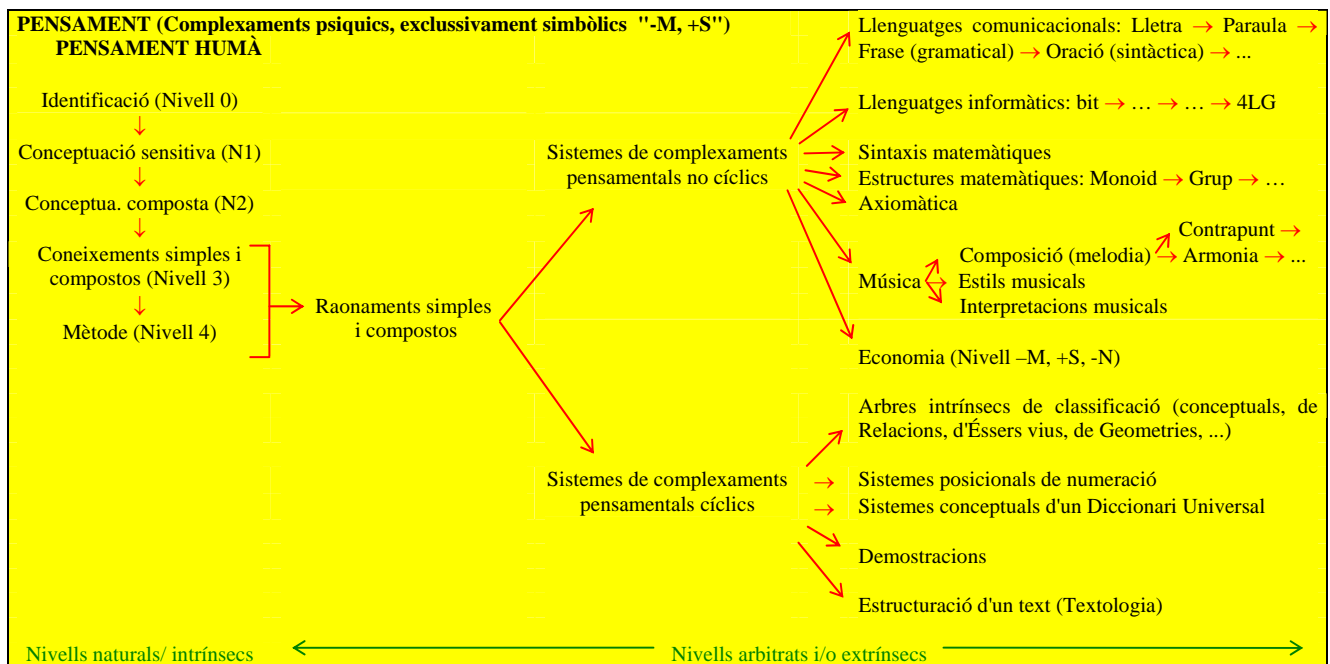 PENSAMENT (Complexaments psiquics, exclussivament simbòlics "-M, +S")
PENSAMENT HUMÀ
Identificació (Nivell 0)
↓
Conceptuació sensitiva (N1)
↓
Conceptua. composta (N2)
↓
Coneixements simples i
compostos (Nivell 3)
↓
Mètode (Nivell 4)
Raonaments simples
i compostos
Sistemes de complexaments
pensamentals no cíclics
Llenguatges comunicacionals: Lletra → Paraula →
Frase (gramatical) → Oració (sintàctica) → ...
Llenguatges informàtics: bit → … → … → 4LG
Sintaxis matemàtiques
Estructures matemàtiques: Monoid → Grup → …
Axiomàtica
Contrapunt →
Composició (melodia) → Armonia → ...
Música → Estils musicals
Interpretacions musicals
Economia (Nivell –M, +S, -N)
Sistemes de complexaments
pensamentals cíclics
Arbres intrínsecs de classificació (conceptuals, de
Relacions, d'Éssers vius, de Geometries, ...)
→ Sistemes posicionals de numeració
→ Sistemes conceptuals d'un Diccionari Universal
Demostracions
Estructuració d'un text (Textologia)
Nivells naturals/ intrínsecs
Nivells arbitrats i/o extrínsecs